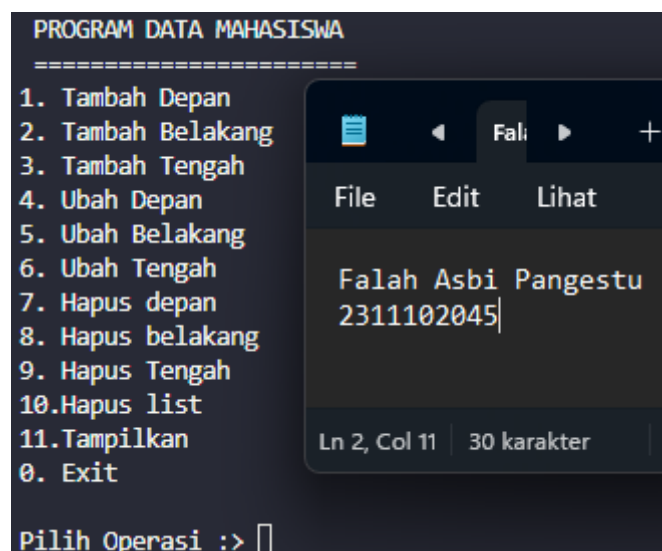 PROGRAM DATA MAHASISWA
=======================
1. Tambah Depan
2. Tambah Belakang
3. Tambah Tengah
4. Ubah Depan
5. Ubah Belakang
6. Ubah Tengah
7. Hapus depan
8. Hapus belakang
9. Hapus Tengah
10.Hapus list
11.Tampilkan
0. Exit
Pilih Operasi :>
Fala
File Edit Lihat
Falah Asbi Pangestu
2311102045
Ln 2, Col 11 30 karakter